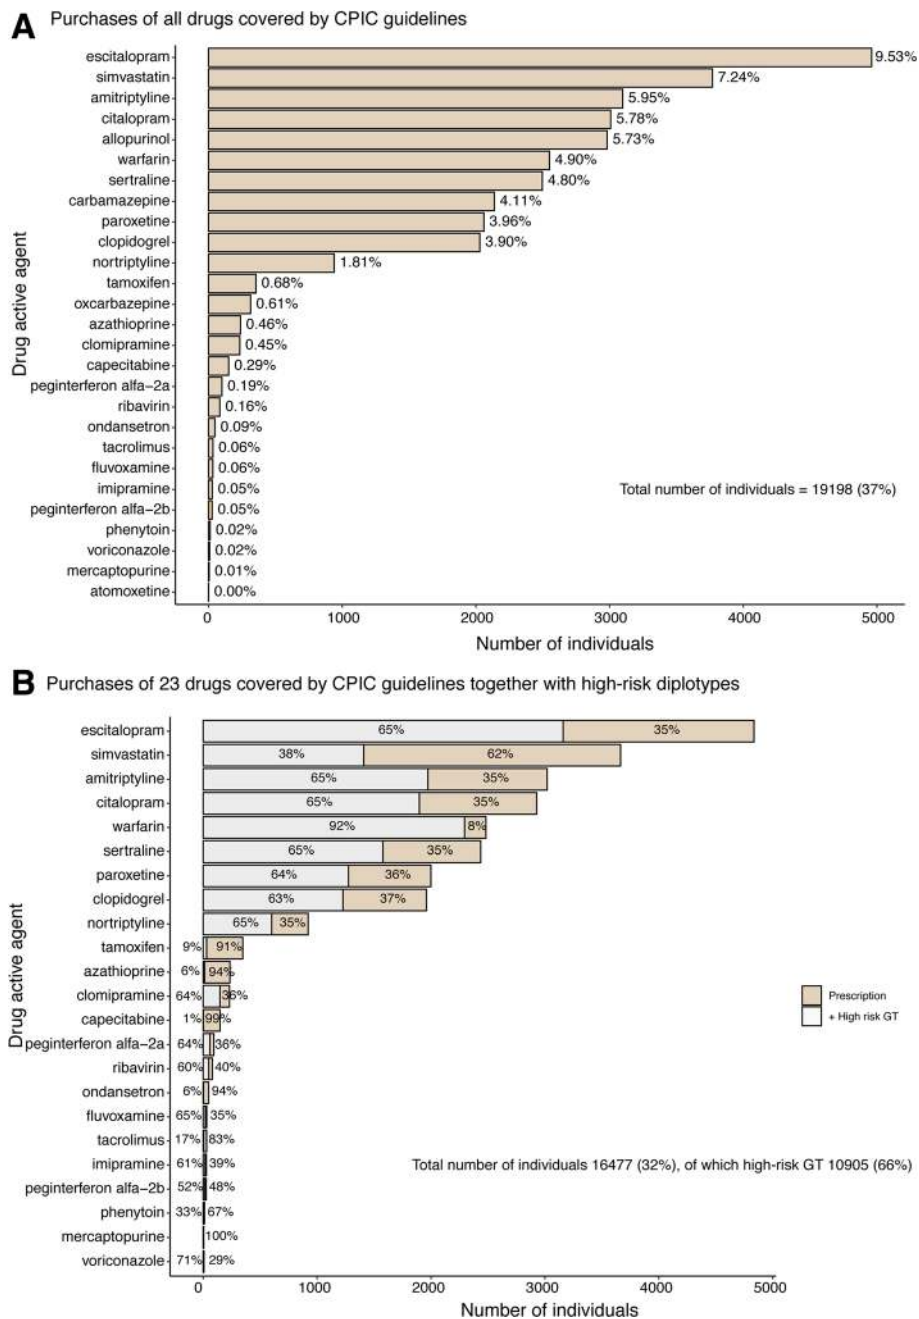 A Purchases of all drugs covered by CPIC guidelines
Drug active agent
escitalopram 9.53%
simvastatin 7.24%
amitriptyline 5.95%
citalopram 5.78%
allopurinol 5.73%
warfarin 4.90%
sertraline 4.80%
carbamazepine 4.11%
paroxetine 3.96%
clopidogrel 3.90%
nortriptyline 1.81%
tamoxifen 0.68%
oxcarbazepine 0.61%
azathioprine 0.46%
clomipramine 0.45%
capecitabine 0.29%
peginterferon alfa-2a 0.19%
ribavirin 0.16%
ondansetron 0.09%
tacrolimus 0.06%
fluvoxamine 0.06%
imipramine 0.05%
Total number of individuals = 19198 (37%)
peginterferon alfa-2b 0.05%
phenytoin 0.02%
voriconazole 0.02%
mercaptopurine 0.01%
atomoxetine 0.00%
0 1000 2000 3000 4000 5000
Number of individuals
B Purchases of 23 drugs covered by CPIC guidelines together with high-risk diplotypes
Drug active agent
escitalopram 65% 35%
simvastatin 38% 62%
amitriptyline 65% 35%
citalopram 65% 35%
warfarin 92% 8%
sertraline 65% 35%
paroxetine 64% 36%
clopidogrel 63% 37%
nortriptyline 65% 35%
tamoxifen 9% 91%
azathioprine 6% 94%
clomipramine 64% 36%
capecitabine 1% 99%
peginterferon alfa-2a 64% 36%
ribavirin 60% 40%
ondansetron 6% 94%
fluvoxamine 65% 35%
tacrolimus 17% 83%
imipramine 61% 39%
peginterferon alfa-2b 52% 48%
phenytoin 33% 67%
mercaptopurine 100%
voriconazole 71% 29%
Prescription
+ High risk GT
Total number of individuals 16477 (32%), of which high-risk GT 10905 (66%)
0 1000 2000 3000 4000 5000
Number of individuals